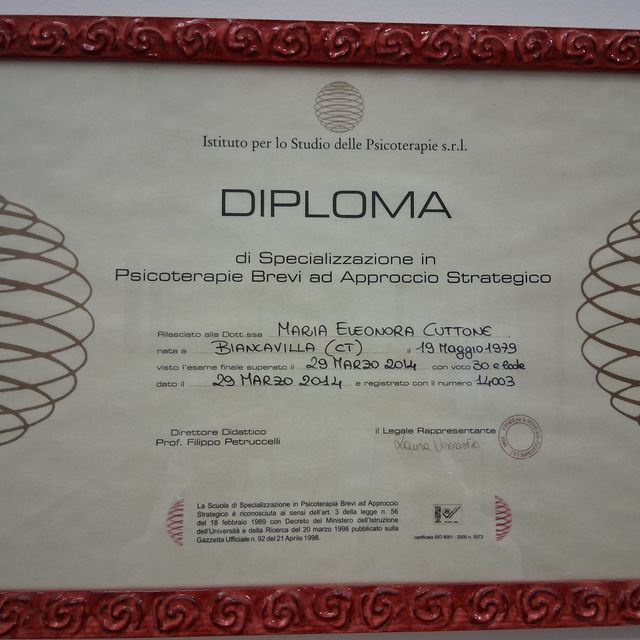 Istituto per lo Studio delle Psicoterapie s.r.l.
DIPLOMA
di Specializzazione in
Psicoterapie Brevi ad Approccio Strategico
Rilasciato alla Dott.ssa MARIA ELEONORA CUTTONE
nata a BIANCAVILLA (CT) il 19 MAGGIO 1979
visto l'esame finale superato il 29 MARZO 2014 con voto 30 e lode
dato il 29 MARZO 2014 e registrato con il numero 14003
Direttore Didattico
Prof. Filippo Petruccelli
il Legale Rappresentante
La Scuola di Specializzazione in Psicoterapia Brevi ad Approccio
Strategico è riconosciuta ai sensi dell'art. 3 della legge n. 56
del 18 febbraio 1989 con Decreto del Ministero dell'Istruzione
dell'Università e della Ricerca del 20 marzo 1998 pubblicato sulla
Gazzetta Ufficiale n. 92 del 21 Aprile 1998.
certificata ISO 9001 : 2000 n.